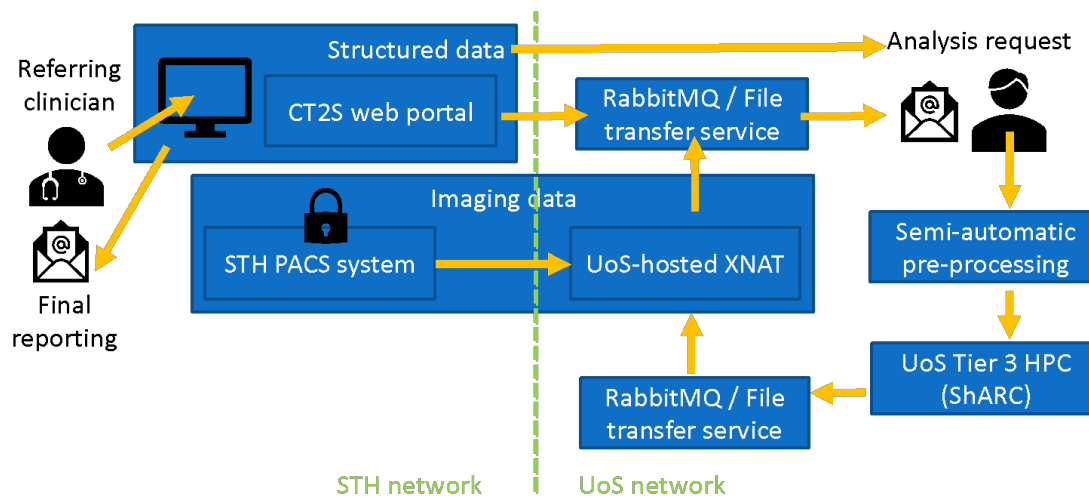 Structured data
Analysis request
Referring
clinician
CT2S web portal
RabbitMQ / File
transfer service
@
Imaging data
@
STH PACS system
UoS-hosted XNAT
Semi-automatic
pre-processing
Final
reporting
UoS Tier 3 HPC
(ShARC)
RabbitMQ / File
transfer service
STH network
UoS network